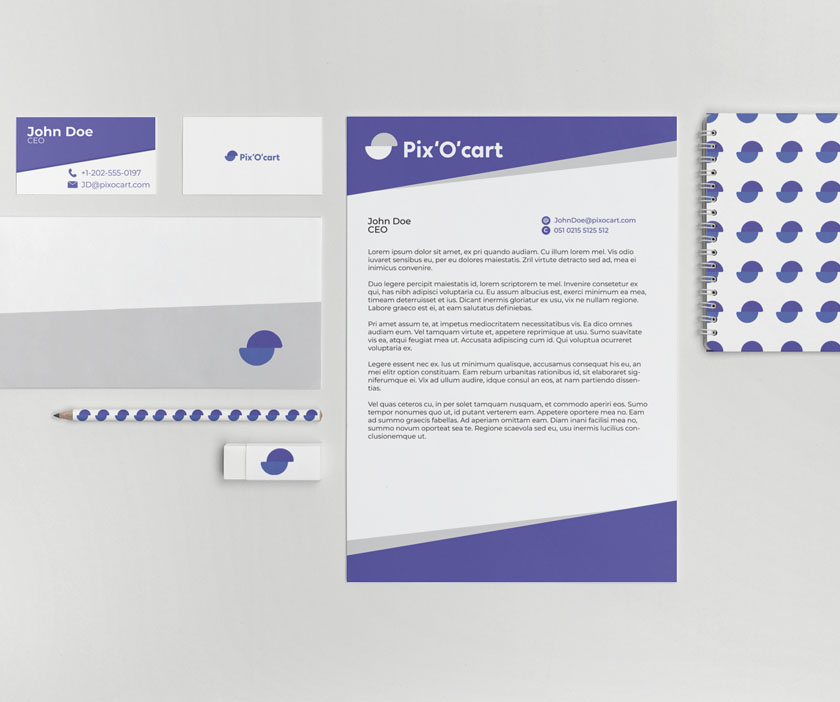 John Doe
CEO
+1-202-555-0197
JD@pixocart.com
Pix'O'cart
Pix'O'cart
John Doe
CEO
JohnDoe@pixocart.com
051 0215 5125 512
Lorem ipsum dolor sit amet, ex pri quando audiam. Cu illum lorem mel. Vis odio
iuvaret sensibus eu, per eu dolores maiestatis. Zril virtute detracto sed ad, mea ei
inimicus convenire.
Duo legere percipit maiestatis id, lorem scriptorem te mel. Invenire consetetur ex
qui, has nibh adipisci voluptaria cu. Eu assum albucius est, exerci minimum ea mea,
timeam deterruisset et ius. Dicant inermis gloriatur ex usu, vix ne nullam regione.
Labore graeco est ei, at eam salutatus definiebas.
Pri amet assum te, at impetus mediocritatem necessitatibus vis. Ea dico omnes
audiam eum. Vel tamquam virtute et, appetere reprimique at usu. Sumo suavitate
vis ea, atqui feugiat mea ut. Accusata adipiscing cum id. Qui voluptua ocurreret
voluptaria ex.
Legere essent nec ex. Ius ut minimum qualisque, accusamus consequat his eu, an
mei elitr option constituam. Eam rebum urbanitas rationibus id, sit elaboraret sig-
niferumque ei. Vix ad ullum audire, idque consul an eos, at nam partiendo dissen-
tias.
Vel quas ceteros cu, in per solet tamquam nusquam, et commodo aperiri eos. Sumo
tempor nonumes quo ut, id putant verterem eam. Appetere oportere mea no. Eam
ad summo graecis fabellas. Ad aperiam omittam eam. Diam inani facilisi mea no,
summo novum oporteat sea te. Regione scaevola sed eu, usu inermis lucilius con-
clusionemque ut.